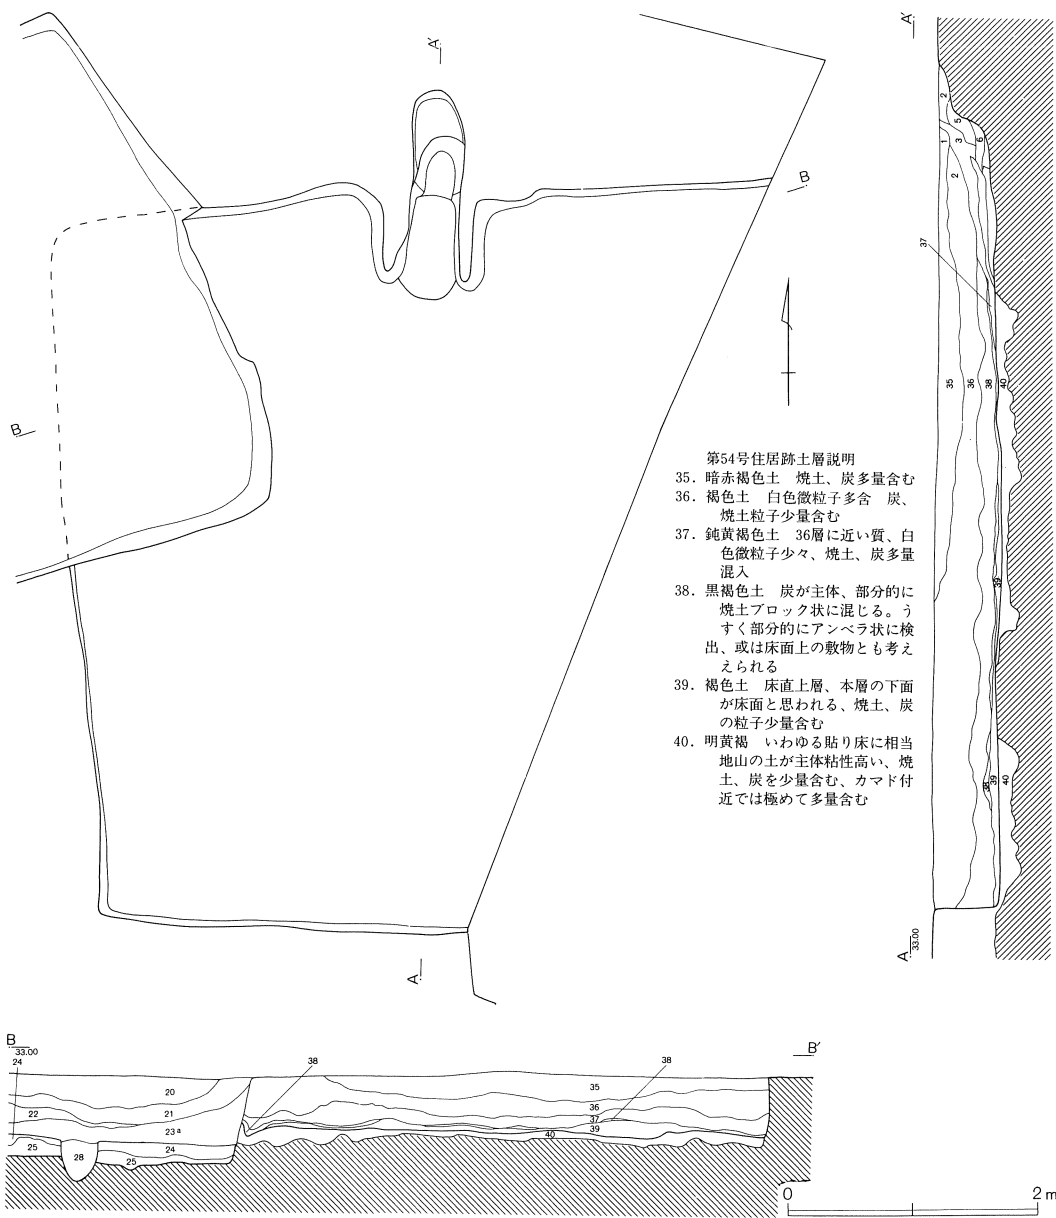 A′
A′
B
B
A
第54号住居跡土層説明
35．暗赤褐色土　焼土、炭多量含む
36．褐色土　白色微粒子多含　炭、
焼土粒子少量含む
37．鈍黄褐色土　36層に近い質、白
色微粒子少々、焼土、炭多量
混入
38．黒褐色土　炭が主体、部分的に
焼土ブロック状に混じる。う
すく部分的にアンペラ状に検
出、或は床面上の敷物とも考え
えられる
39．褐色土　床直上層、本層の下面
が床面と思われる、焼土、炭
の粒子少量含む
40．明黄褐　いわゆる貼り床に相当
地山の土が主体粘性高い、焼
土、炭を少量含む、カマド付
近では極めて多量含む
2
5
1
3
6
7
2
37
35
36
38
40
39
38
39
40
A
33.00
B
33.00
24
38
38
B′
20
35
22
21
36
37
23a
39
40
25
28
24
25
0
2m